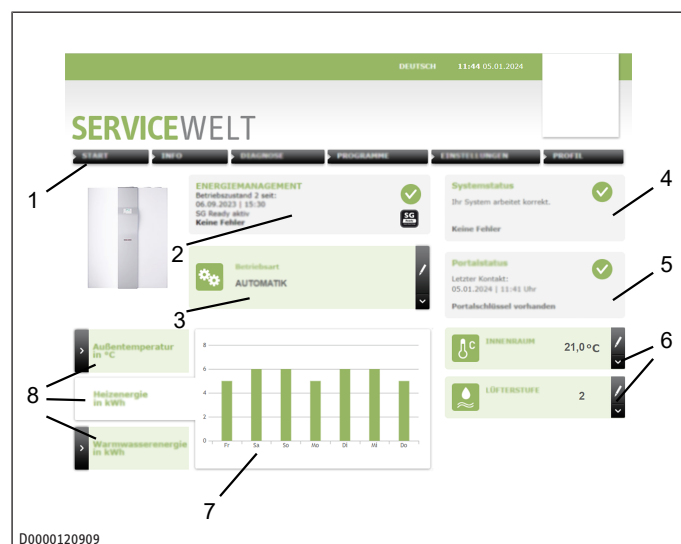 DEUTSCH 11:44 05.01.2024
SERVICEWELT
START INFO DIAGNOSE PROGRAMME EINSTELLUNGEN PROFIL
1
ENERGIEMANAGEMENT
Betriebszustand 2 seit:
06.09.2023 | 15:30
SG Ready aktiv
Keine Fehler
SG
2
Systemstatus
Ihr System arbeitet korrekt.
Keine Fehler
4
Betriebsart
AUTOMATIK
3
Portalstatus
Letzter Kontakt:
05.01.2024 | 11:41 Uhr
Portalschlüssel vorhanden
5
8
Außentemperatur
in °C
Heizenergie
in kWh
Warmwasserenergie
in kWh
8
6
4
2
0
Fr Sa So Mo Di Mi Do
7
°C INNENRAUM 21,0 °C
LÜFTERSTUFE 2
6
D0000120909